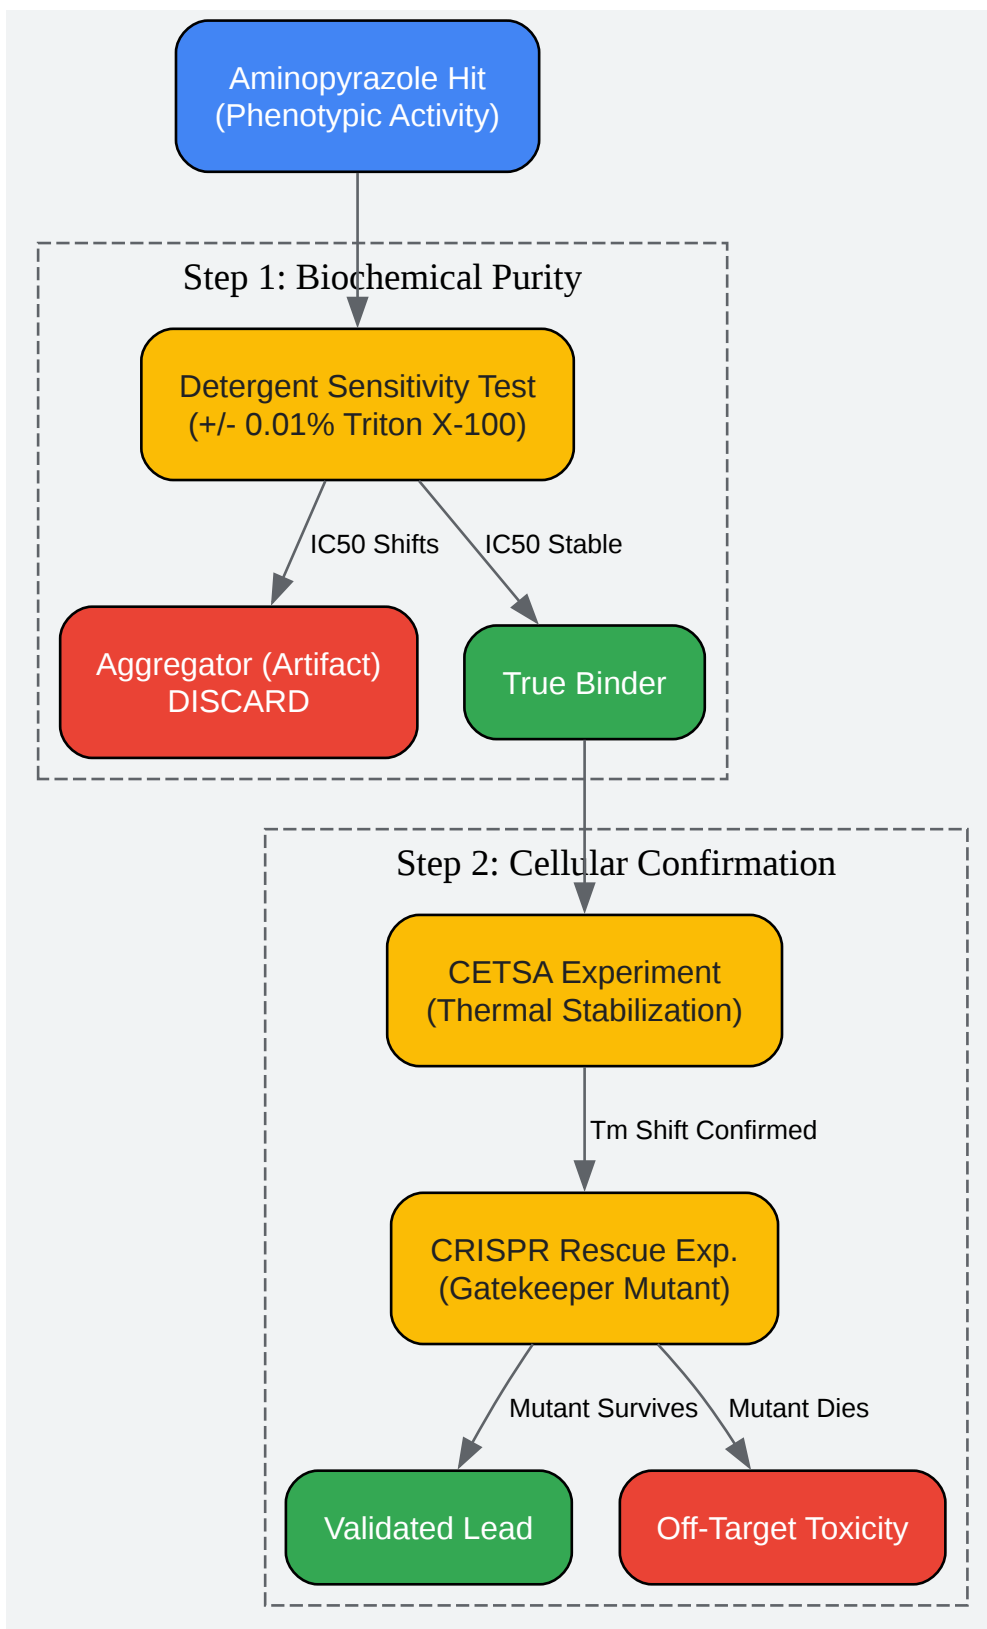 Aminopyrazole Hit
(Phenotypic Activity)
Step 1: Biochemical Purity
Detergent Sensitivity Test
(+/- 0.01% Triton X-100)
IC50 Shifts
IC50 Stable
Aggregator (Artifact)
DISCARD
True Binder
Step 2: Cellular Confirmation
CETSA Experiment
(Thermal Stabilization)
Tm Shift Confirmed
CRISPR Rescue Exp.
(Gatekeeper Mutant)
Mutant Survives
Mutant Dies
Validated Lead
Off-Target Toxicity